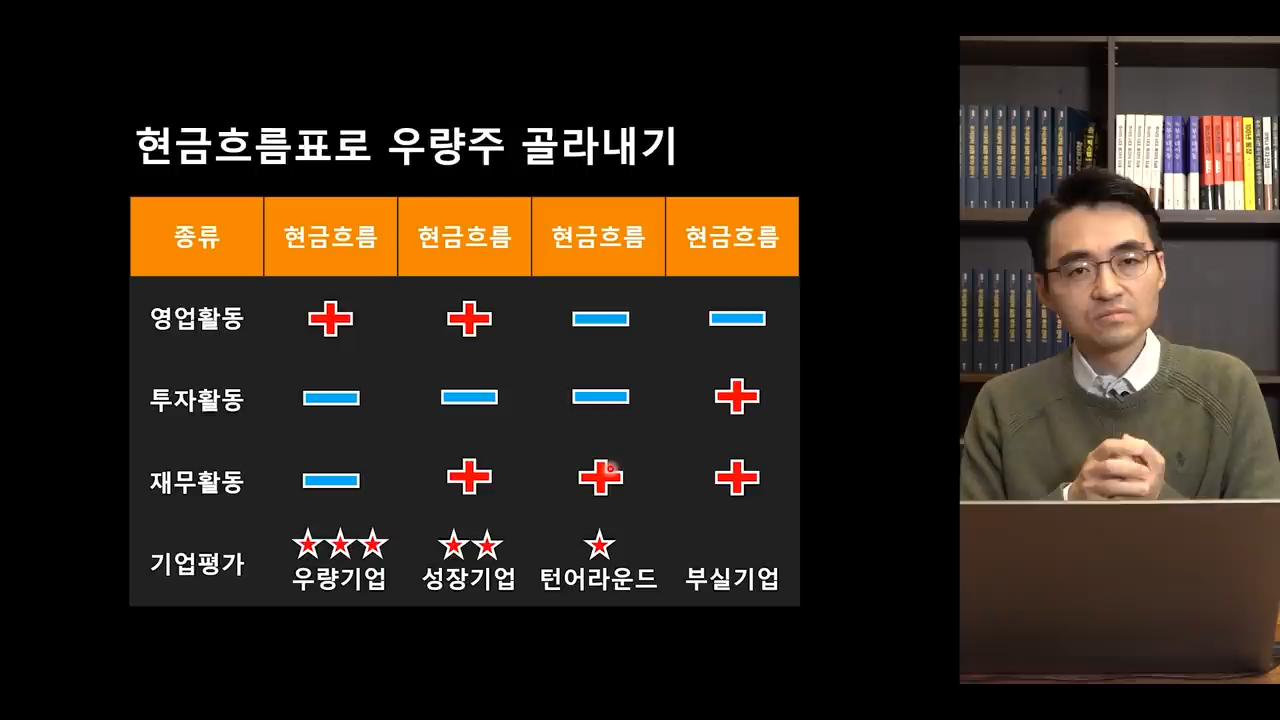 현금흐름표로 우량주 골라내기
종류 현금흐름 현금흐름 현금흐름 현금흐름
영업활동
투자활동
재무활동
기업평가
우량기업 성장기업 턴어라운드 부실기업